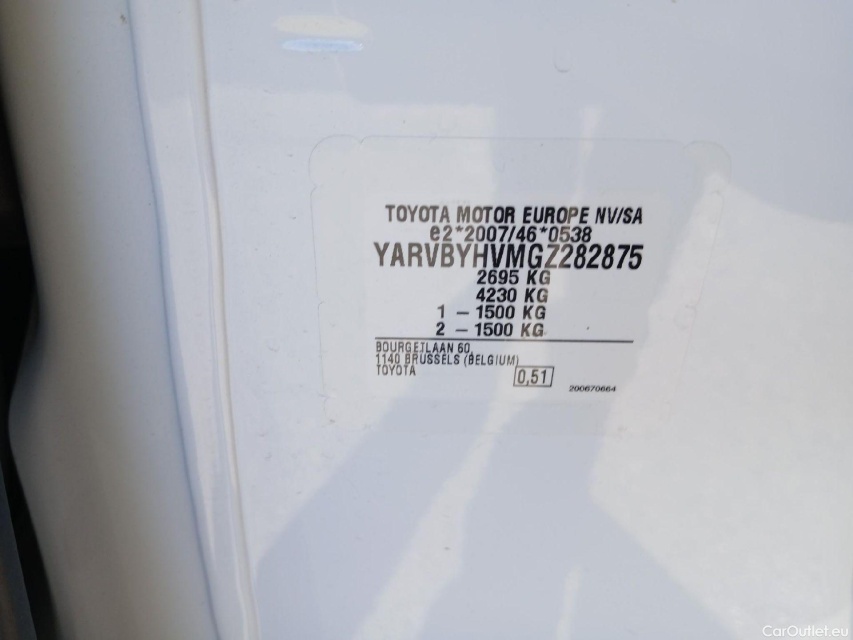 TOYOTA MOTOR EUROPE NV/SA
e2*2007/46*0538
YARVBYHVMGZ282875
2695 KG
4230 KG
1 – 1500 KG
2 – 1500 KG
BOURGETLAAN 60,
1140 BRUSSELS (BELGIUM)
TOYOTA
0,51
200670664
CarOutlet.eu